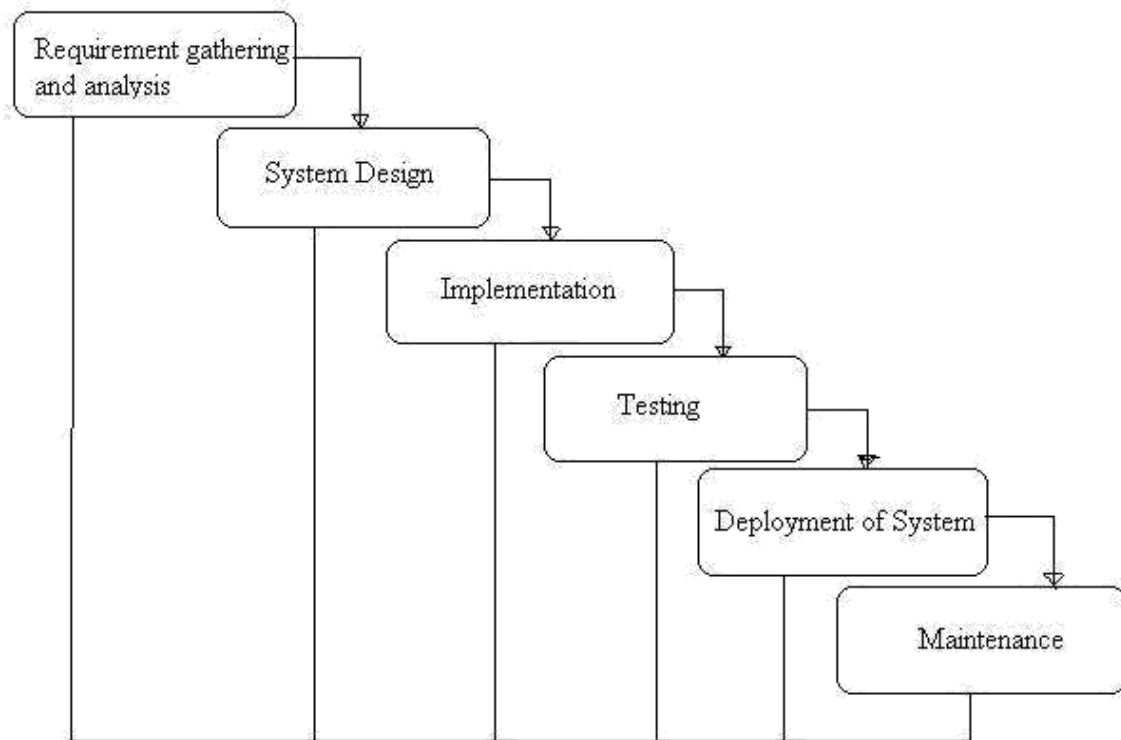 Requirement gathering
and analysis
System Design
Implementation
Testing
Deployment of System
Maintenance